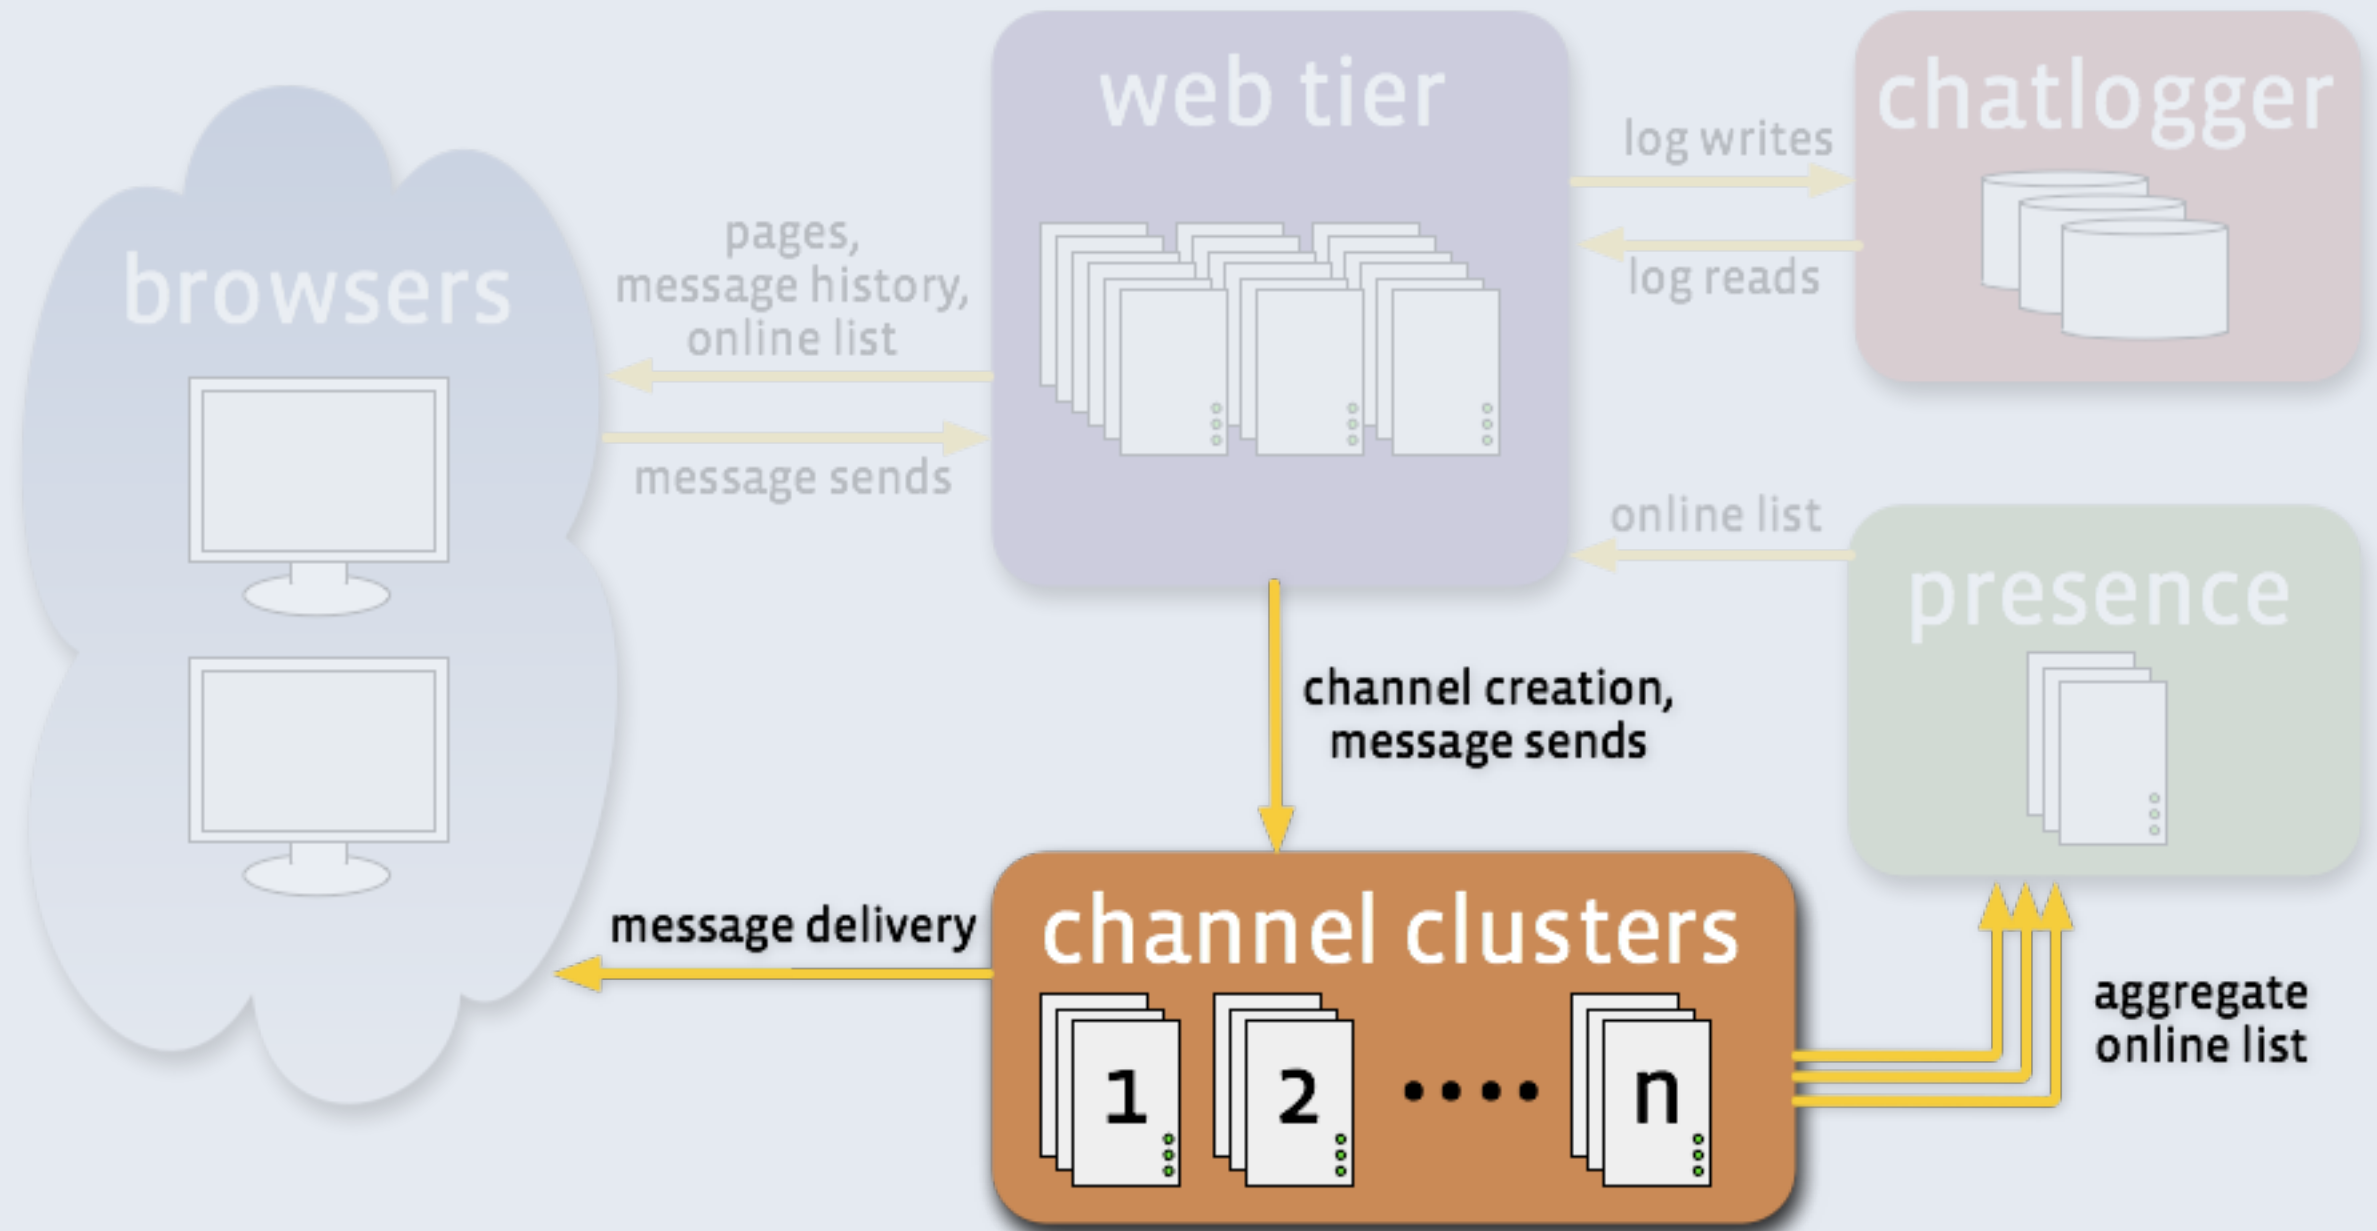 web tier
chatlogger
log writes
log reads
browsers
pages,
message history,
online list
message sends
online list
presence
channel creation,
message sends
message delivery
channel clusters
1
2
....
n
aggregate
online list